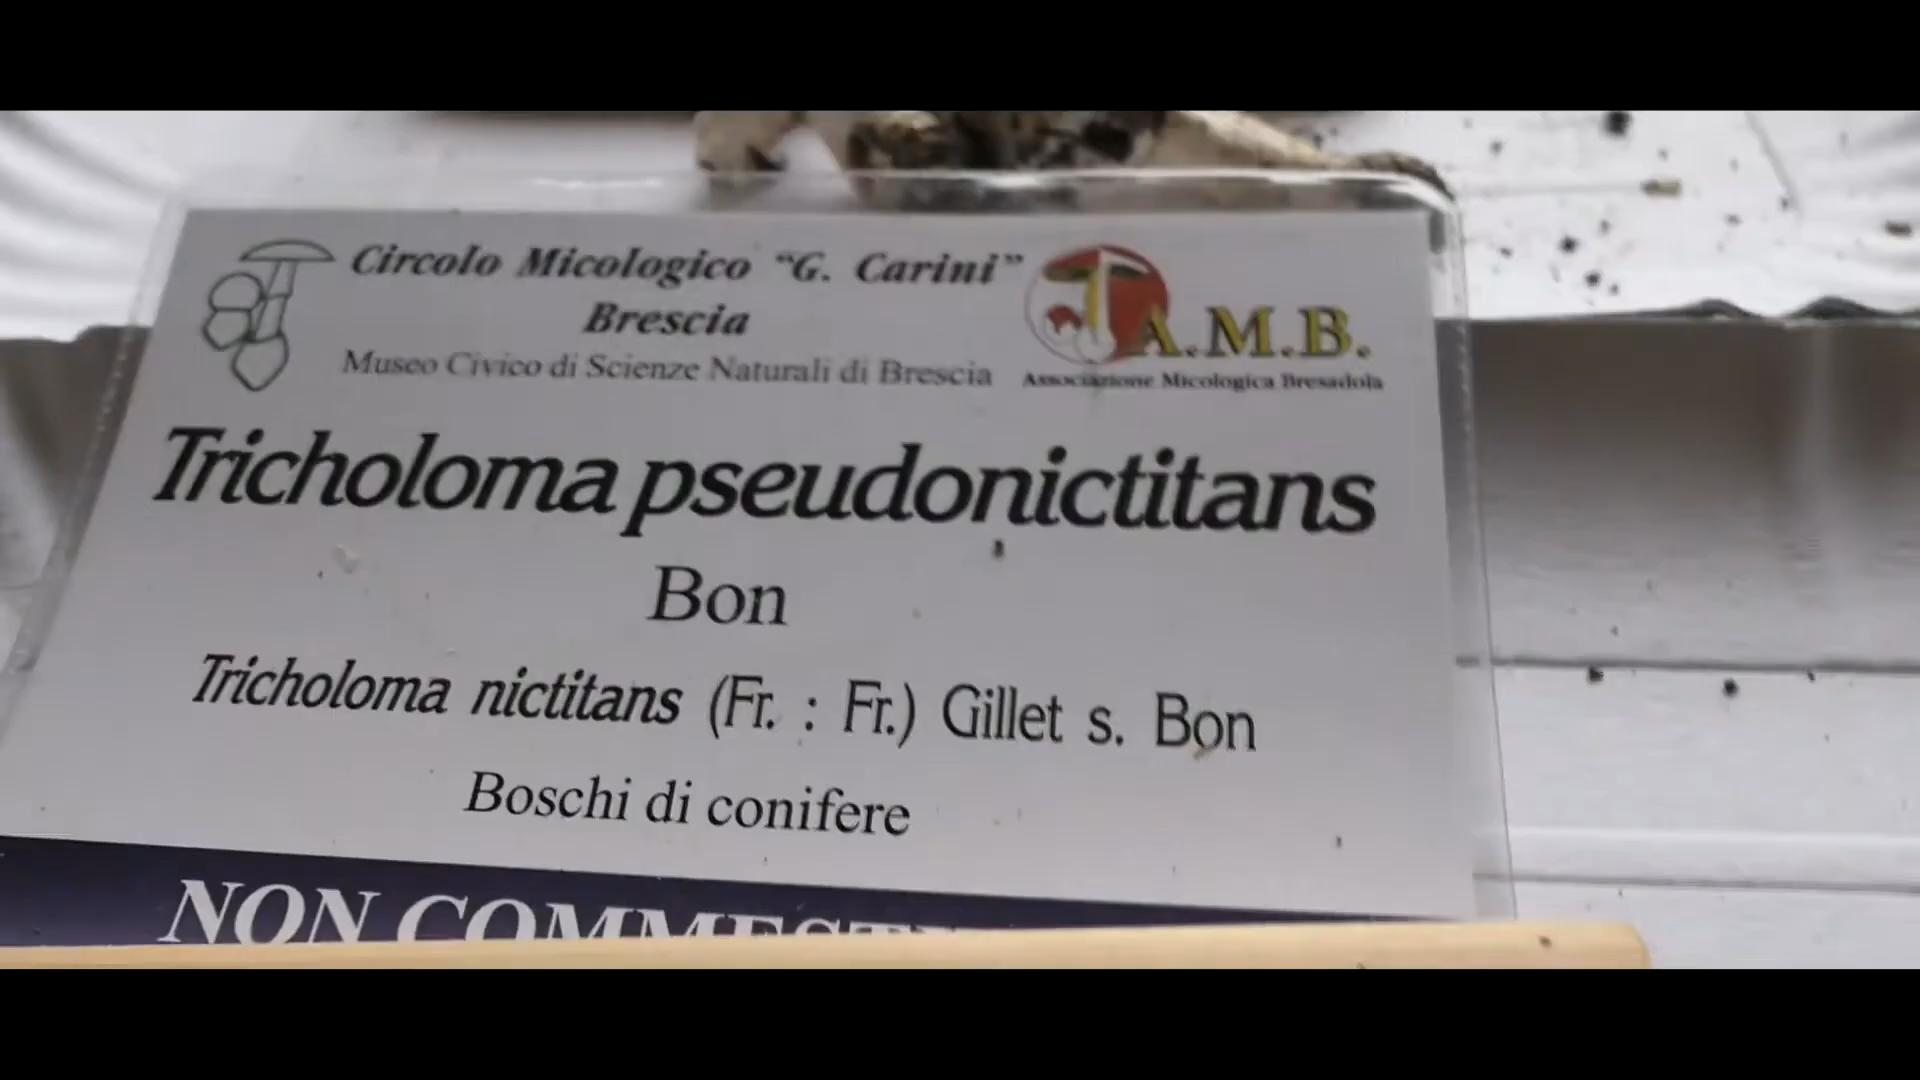 Circolo Micologico “G. Carini”
Brescia
Museo Civico di Scienze Naturali di Brescia
A.M.B.
Associazione Micologica Bresadola
Tricholoma pseudonictitans
Bon
Tricholoma nictitans (Fr. : Fr.) Gillet s. Bon
Boschi di conifere
NON